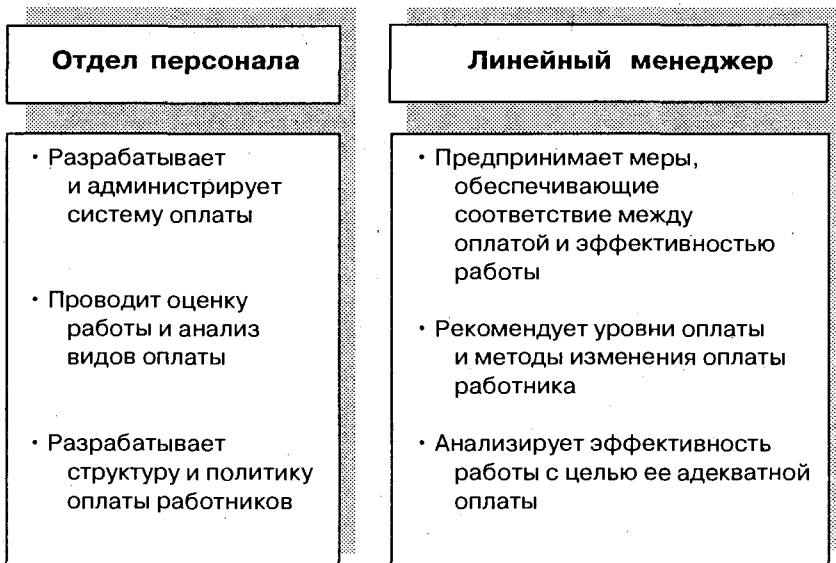 Отдел персонала
• Разрабатывает
и администрирует
систему оплаты
• Проводит оценку
работы и анализ
видов оплаты
• Разрабатывает
структуру и политику
оплаты работников
Линейный менеджер
• Предпринимает меры,
обеспечивающие
соответствие между
оплатой и эффективностью
работы
• Рекомендует уровни оплаты
и методы изменения оплаты
работника
• Анализирует эффективность
работы с целью ее адекватной
оплаты